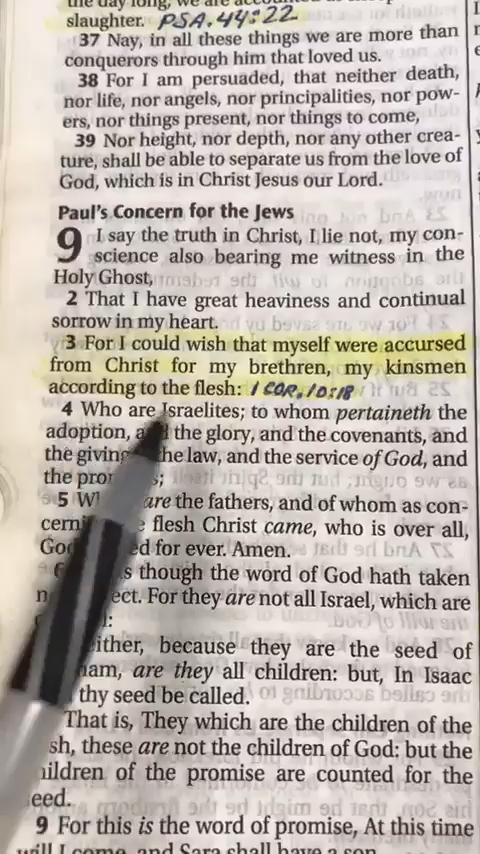 the day long; we are
slaughter. PSA. 44:22
37 Nay, in all these things we are more than
conquerors through him that loved us.
38 For I am persuaded, that neither death,
nor life, nor angels, nor principalities, nor pow-
ers, nor things present, nor things to come,
39 Nor height, nor depth, nor any other crea-
ture, shall be able to separate us from the love of
God, which is in Christ Jesus our Lord.
Paul's Concern for the Jews
9 I say the truth in Christ, I lie not, my con-
science also bearing me witness in the
Holy Ghost,
2 That I have great heaviness and continual
sorrow in my heart.
3 For I could wish that myself were accursed
from Christ for my brethren, my kinsmen
according to the flesh: 1 COR. 10:18
4 Who are Israelites; to whom pertaineth the
adoption, the glory, and the covenants, and
the giving the law, and the service of God, and
the
5 are the fathers, and of whom as con-
flesh Christ came, who is over all,
for ever. Amen.
though the word of God hath taken
For they are not all Israel, which are
because they are the seed of
are they all children: but, In Isaac
thy seed be called.
That is, They which are the children of the
these are not the children of God: but the
of the promise are counted for the
9 For this is the word of promise, At this time
will I come, and Sara shall have a son.